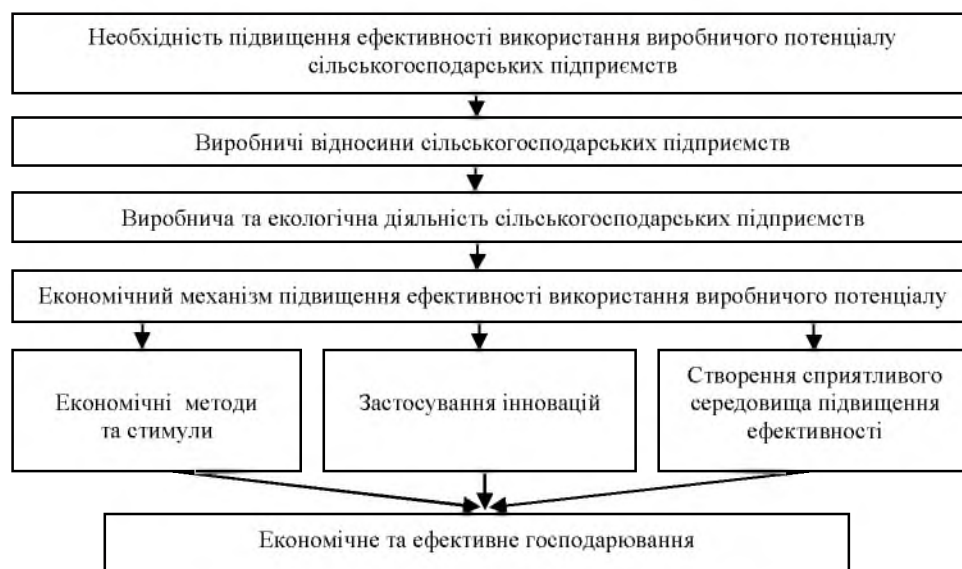 Необхідність підвищення ефективності використання виробничого потенціалу
сільськогосподарських підприємств
Виробничі відносини сільськогосподарських підприємств
Виробнича та екологічна діяльність сільськогосподарських підприємств
Економічний механізм підвищення ефективності використання виробничого потенціалу
Економічні методи
та стимули
Застосування інновацій
Створення сприятливого
середовища підвищення
ефективності
Економічне та ефективне господарювання